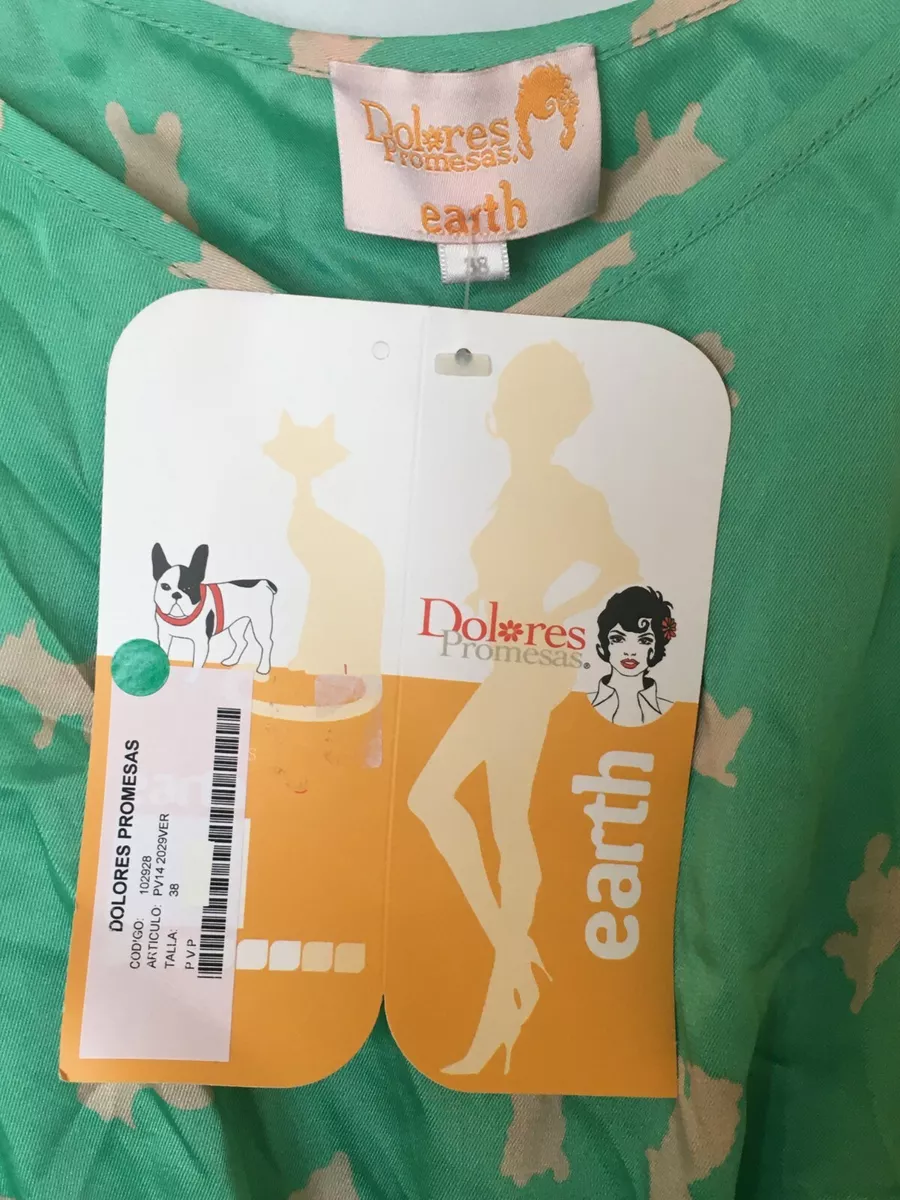 Dolores
Promesas.
earth
38
Dolores
Promesas.®
earth
DOLORES PROMESAS
CODIGO: 102928
ARTICULO: PV14 2029VER
TALLA: 38
P V P